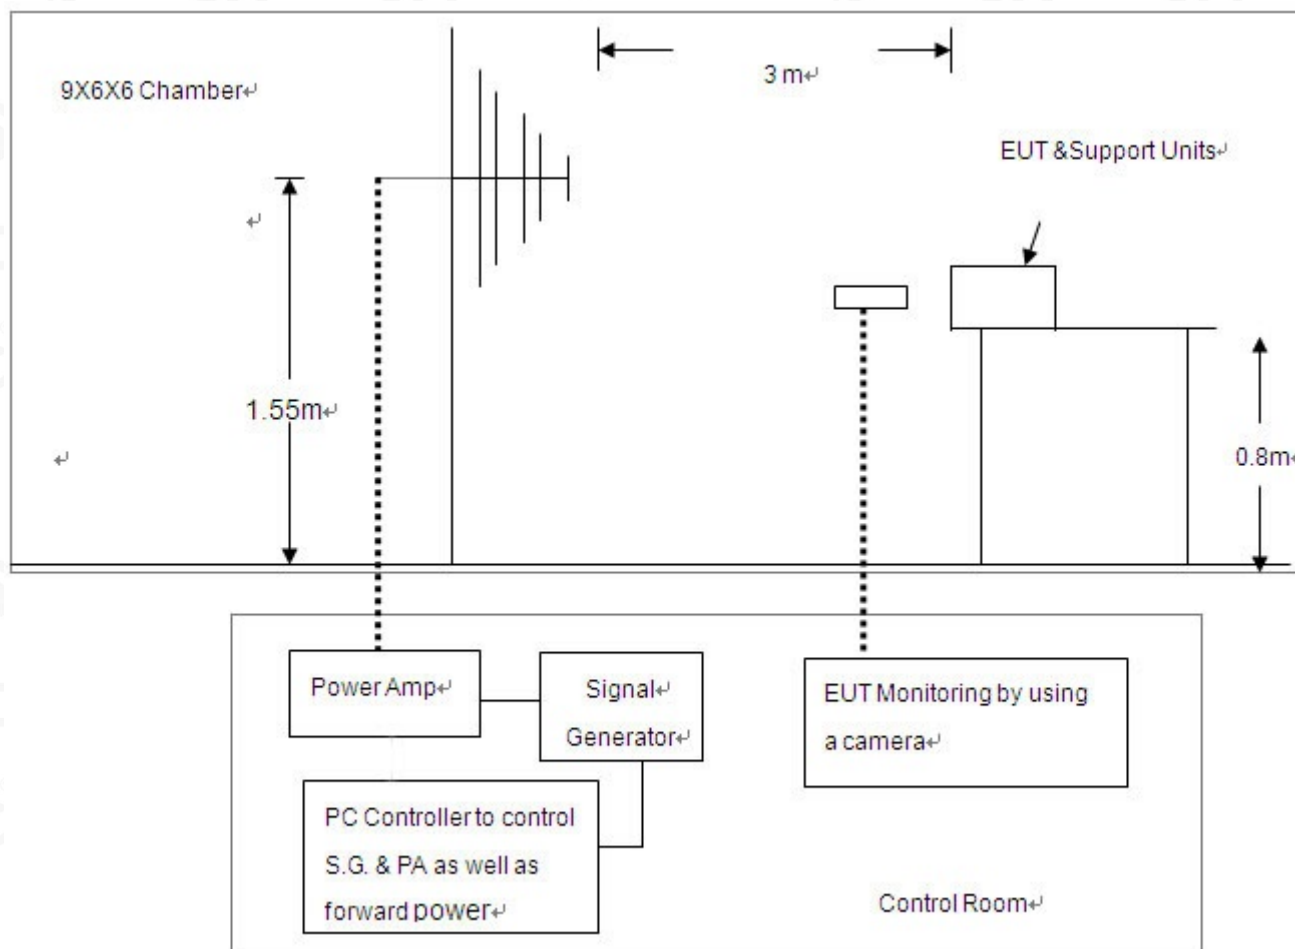 9X6X6 Chamber↵
3 m↵
EUT &Support Units↵
↵
1.55m↵
↵
0.8m↵
Power Amp↵
Signal↵
Generator↵
EUT Monitoring by using
a camera↵
PC Controller to control
S.G. & PA as well as
forward power↵
Control Room↵